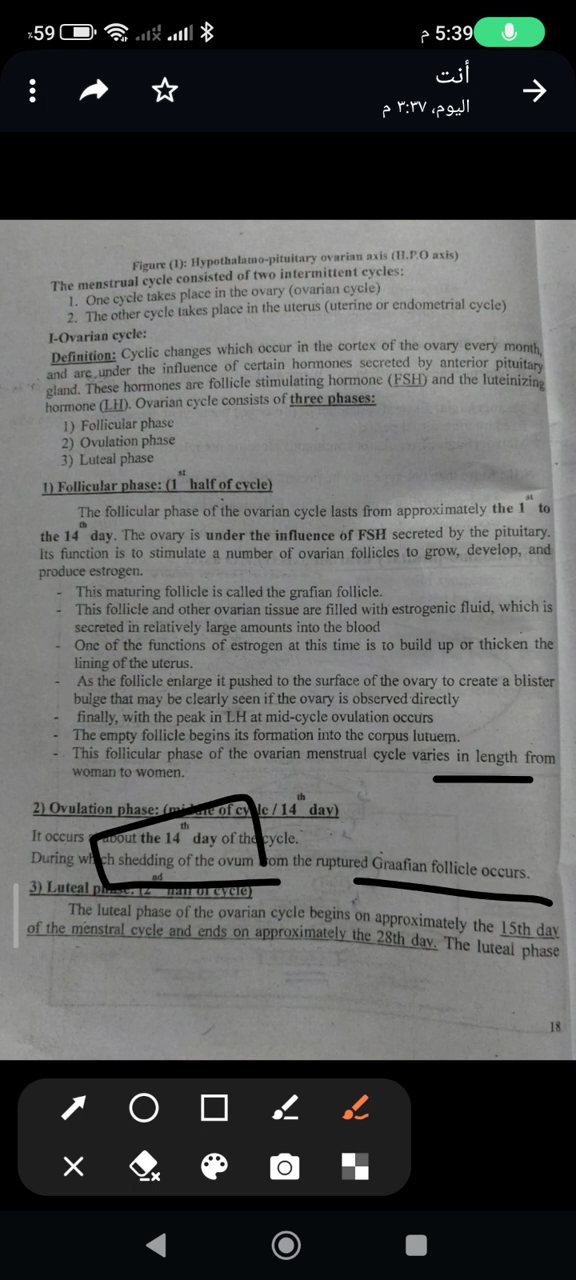 %59
5:39 م
أنت
اليوم، ٣:٣٧ م
Figure (1): Hypothalamo-pituitary ovarian axis (H.P.O axis)
The menstrual cycle consisted of two intermittent cycles:
1. One cycle takes place in the ovary (ovarian cycle)
2. The other cycle takes place in the uterus (uterine or endometrial cycle)
I-Ovarian cycle:
Definition: Cyclic changes which occur in the cortex of the ovary every month,
and are under the influence of certain hormones secreted by anterior pituitary
gland. These hormones are follicle stimulating hormone (FSH) and the luteinizing
hormone (LH). Ovarian cycle consists of three phases:
1) Follicular phase
2) Ovulation phase
3) Luteal phase
1) Follicular phase: (1st half of cycle)
The follicular phase of the ovarian cycle lasts from approximately the 1st to
the 14th day. The ovary is under the influence of FSH secreted by the pituitary.
Its function is to stimulate a number of ovarian follicles to grow, develop, and
produce estrogen.
- This maturing follicle is called the grafian follicle.
- This follicle and other ovarian tissue are filled with estrogenic fluid, which is
secreted in relatively large amounts into the blood
- One of the functions of estrogen at this time is to build up or thicken the
lining of the uterus.
- As the follicle enlarge it pushed to the surface of the ovary to create a blister
bulge that may be clearly seen if the ovary is observed directly
- finally, with the peak in LH at mid-cycle ovulation occurs
- The empty follicle begins its formation into the corpus lutuem.
- This follicular phase of the ovarian menstrual cycle varies in length from
woman to women.
2) Ovulation phase: (middle of cycle / 14th day)
It occurs about the 14th day of the cycle.
During which shedding of the ovum from the ruptured Graafian follicle occurs.
3) Luteal phase: (2nd half of cycle)
The luteal phase of the ovarian cycle begins on approximately the 15th day
of the menstral cycle and ends on approximately the 28th day. The luteal phase
18